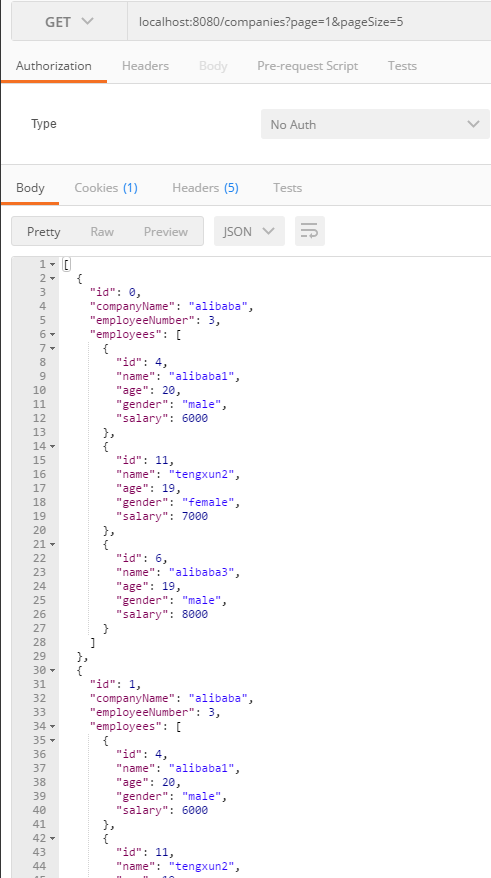 GET localhost:8080/companies?page=1&pageSize=5
Authorization Headers Body Pre-request Script Tests
Type No Auth
Body Cookies (1) Headers (5) Tests
Pretty Raw Preview JSON
1 [
2 {
3 "id": 0,
4 "companyName": "alibaba",
5 "employeeNumber": 3,
6 "employees": [
7 {
8 "id": 4,
9 "name": "alibaba1",
10 "age": 20,
11 "gender": "male",
12 "salary": 6000
13 },
14 {
15 "id": 11,
16 "name": "tengxun2",
17 "age": 19,
18 "gender": "female",
19 "salary": 7000
20 },
21 {
22 "id": 6,
23 "name": "alibaba3",
24 "age": 19,
25 "gender": "male",
26 "salary": 8000
27 }
28 ]
29 },
30 {
31 "id": 1,
32 "companyName": "alibaba",
33 "employeeNumber": 3,
34 "employees": [
35 {
36 "id": 4,
37 "name": "alibaba1",
38 "age": 20,
39 "gender": "male",
40 "salary": 6000
41 },
42 {
43 "id": 11,
44 "name": "tengxun2",